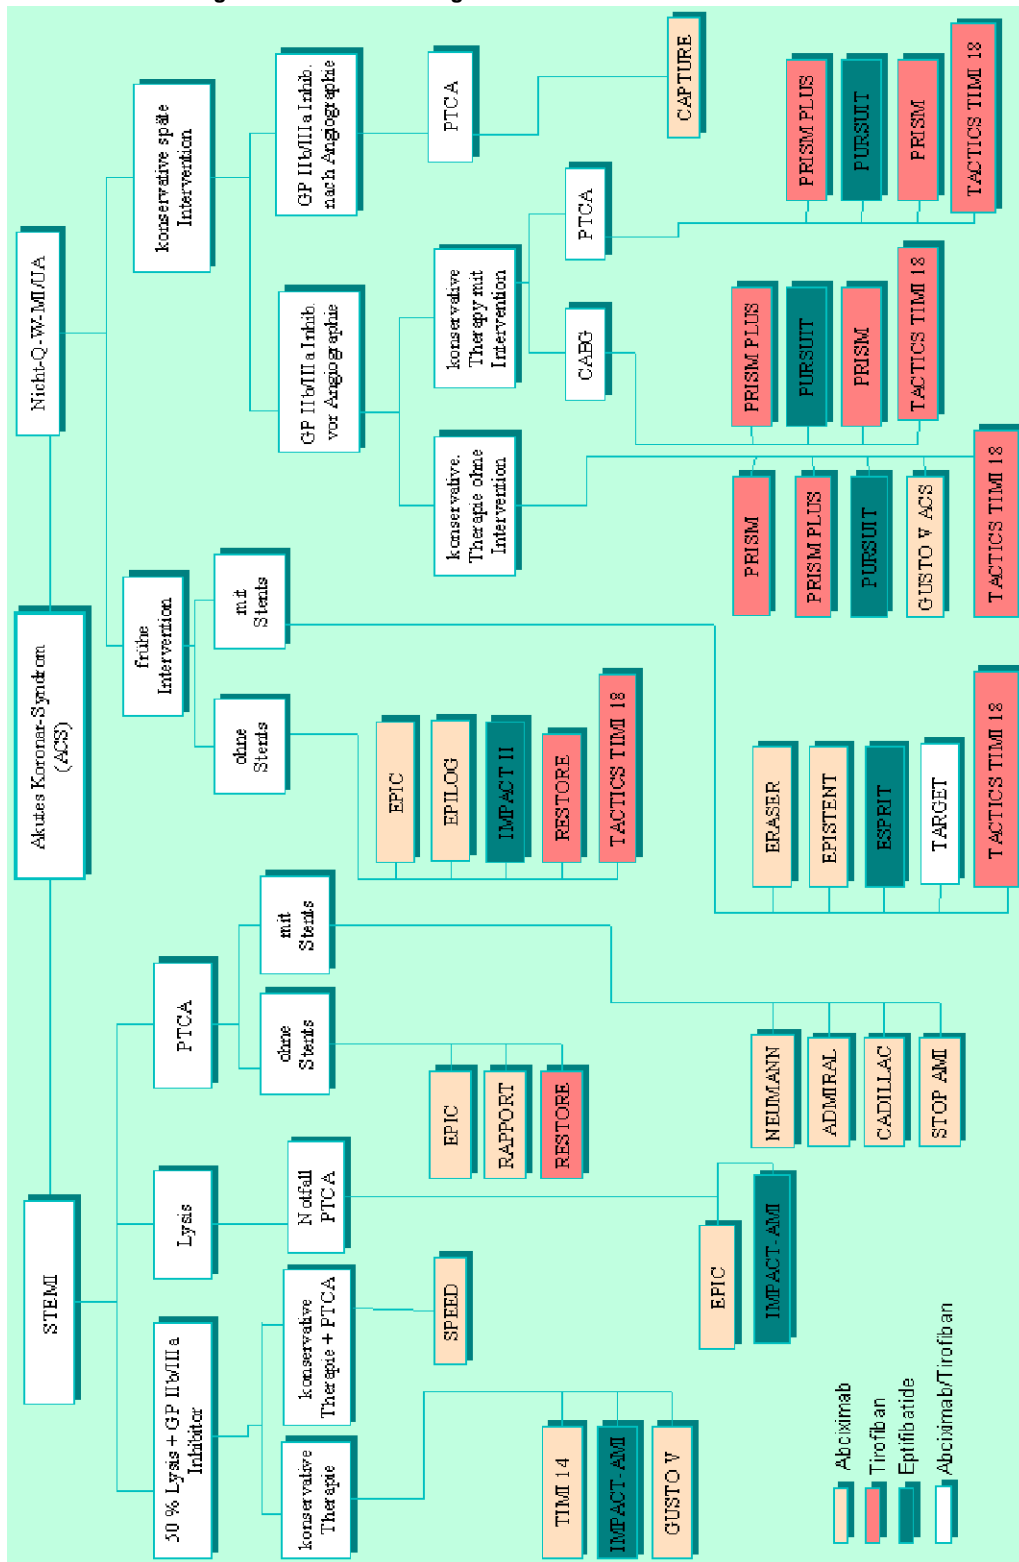 Akutes Koronar-Syndrom
(ACS)
STEMI
Nicht-Q-W-MI/UA
50 % Lysis + GP IIb/III a
Inhibitor
Lysis
PTCA
frühe
Intervention
konservative späte
Intervention
konservative
Therapie
konservative
Therapie + PTCA
Notfall
PTCA
ohne
Stents
mit
Stents
ohne
Stents
mit
Stents
GP IIb/III a Inhib.
vor Angiographie
GP IIb/III a Inhib.
nach Angiographie
konservative.
Therapie ohne
Intervention
konservative
Therapy mit
Intervention
PTCA
CABG
PTCA
TIMI 14
IMPACT-AMI
GUSTO V
SPEED
EPIC
IMPACT-AMI
EPIC
RAPPORT
RESTORE
NEUMANN
ADMIRAL
CADILLAC
STOP AMI
EPIC
EPILOG
IMPACT II
RESTORE
TACTICS TIMI 18
ERASER
EPISTENT
ESPRIT
TARGET
TACTICS TIMI 18
PRISM
PRISM PLUS
PURSUIT
GUSTO V ACS
TACTICS TIMI 18
PRISM PLUS
PURSUIT
PRISM
TACTICS TIMI 18
PRISM PLUS
PURSUIT
PRISM
TACTICS TIMI 18
CAPTURE
Abciximab
Tirofiban
Eptifibatide
Abciximab/Tirofiban